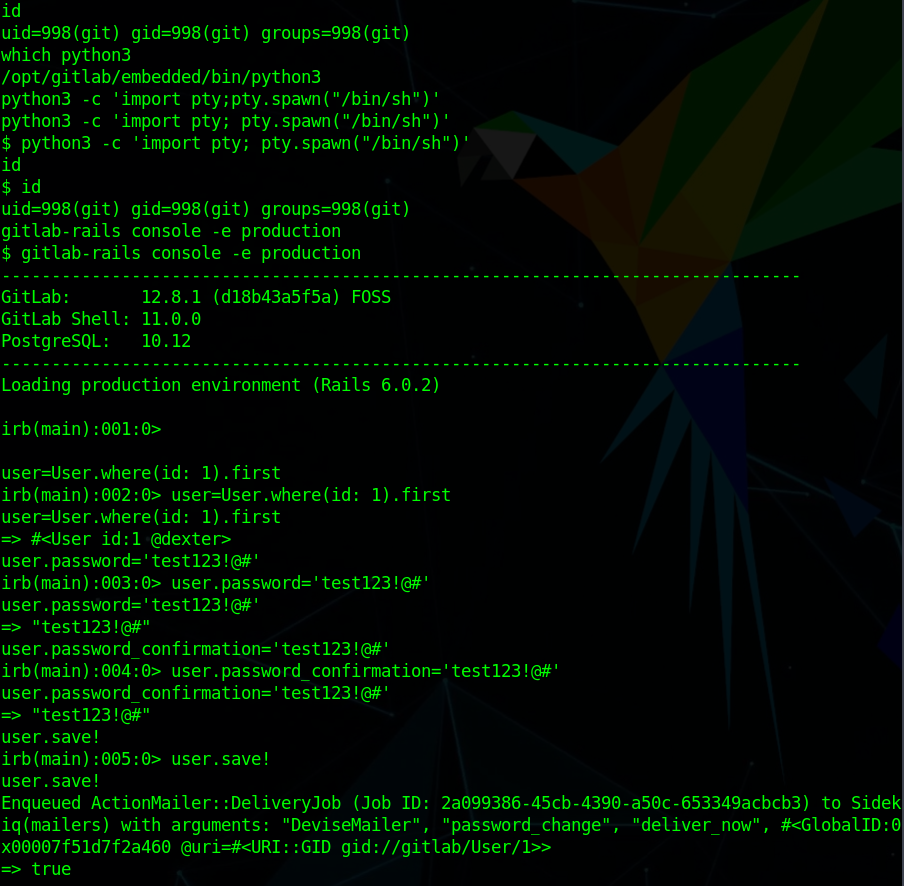 id
uid=998(git) gid=998(git) groups=998(git)
which python3
/opt/gitlab/embedded/bin/python3
python3 -c 'import pty;pty.spawn("/bin/sh")'
python3 -c 'import pty; pty.spawn("/bin/sh")'
$ python3 -c 'import pty; pty.spawn("/bin/sh")'
id
$ id
uid=998(git) gid=998(git) groups=998(git)
gitlab-rails console -e production
$ gitlab-rails console -e production
--------------------------------------------------------------------------------
GitLab:       12.8.1 (d18b43a5f5a) FOSS
GitLab Shell: 11.0.0
PostgreSQL:   10.12
--------------------------------------------------------------------------------
Loading production environment (Rails 6.0.2)
irb(main):001:0>
user=User.where(id: 1).first
irb(main):002:0> user=User.where(id: 1).first
user=User.where(id: 1).first
=> #<User id:1 @dexter>
user.password='test123!@#'
irb(main):003:0> user.password='test123!@#'
user.password='test123!@#'
=> "test123!@#"
user.password_confirmation='test123!@#'
irb(main):004:0> user.password_confirmation='test123!@#'
user.password_confirmation='test123!@#'
=> "test123!@#"
user.save!
irb(main):005:0> user.save!
user.save!
Enqueued ActionMailer::DeliveryJob (Job ID: 2a099386-45cb-4390-a50c-653349acbcb3) to Sidek
iq(mailers) with arguments: "DeviseMailer", "password_change", "deliver_now", #<GlobalID:0
x00007f51d7f2a460 @uri=#<URI::GID gid://gitlab/User/1>>
=> true